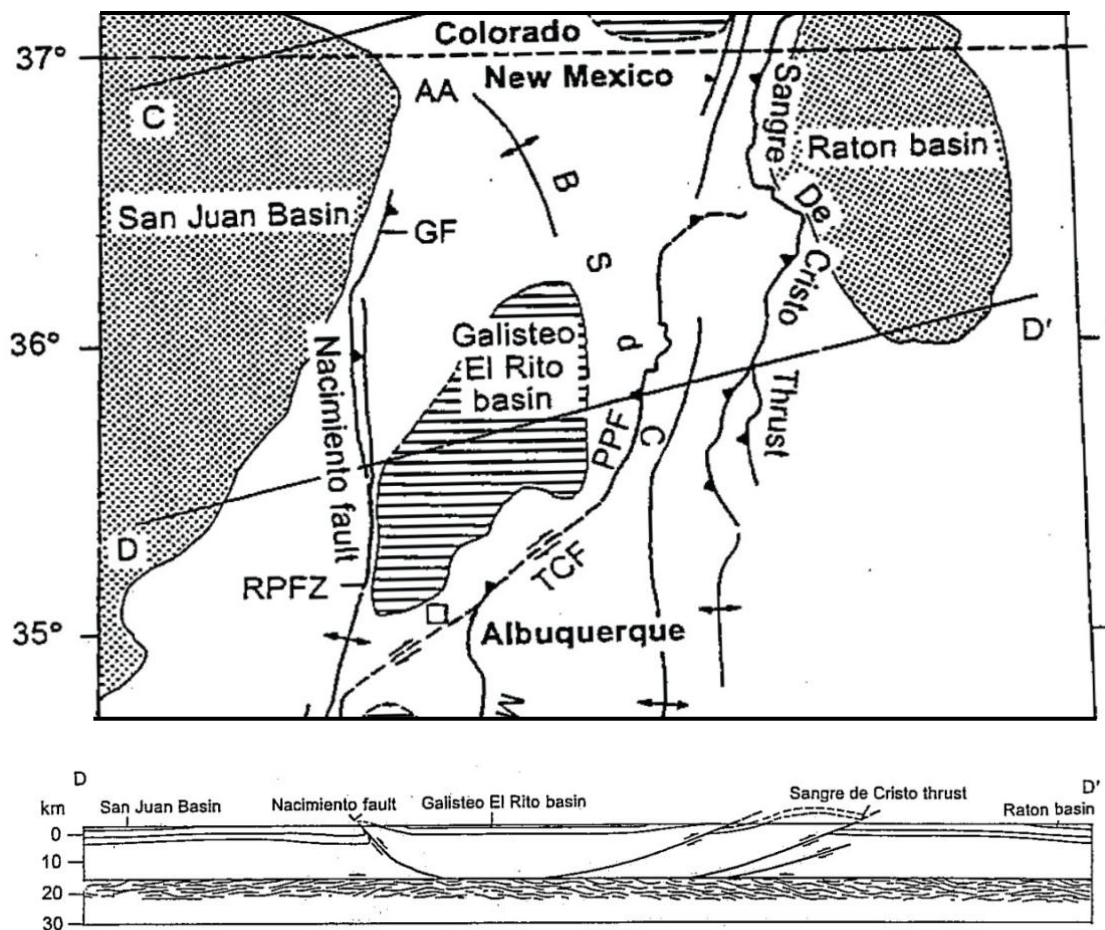 Colorado
37°
New Mexico
C
AA
Sangre
De
Cristo
Thrust
Raton basin
San Juan Basin
B
S
d
C
M
GF
36°
Galisteo
El Rito
basin
D'
Nacimiento fault
PPF
D
TCF
RPFZ
35°
Albuquerque
D
D'
km
San Juan Basin
Nacimiento fault
Galisteo El Rito basin
Sangre de Cristo thrust
Raton basin
0
10
20
30